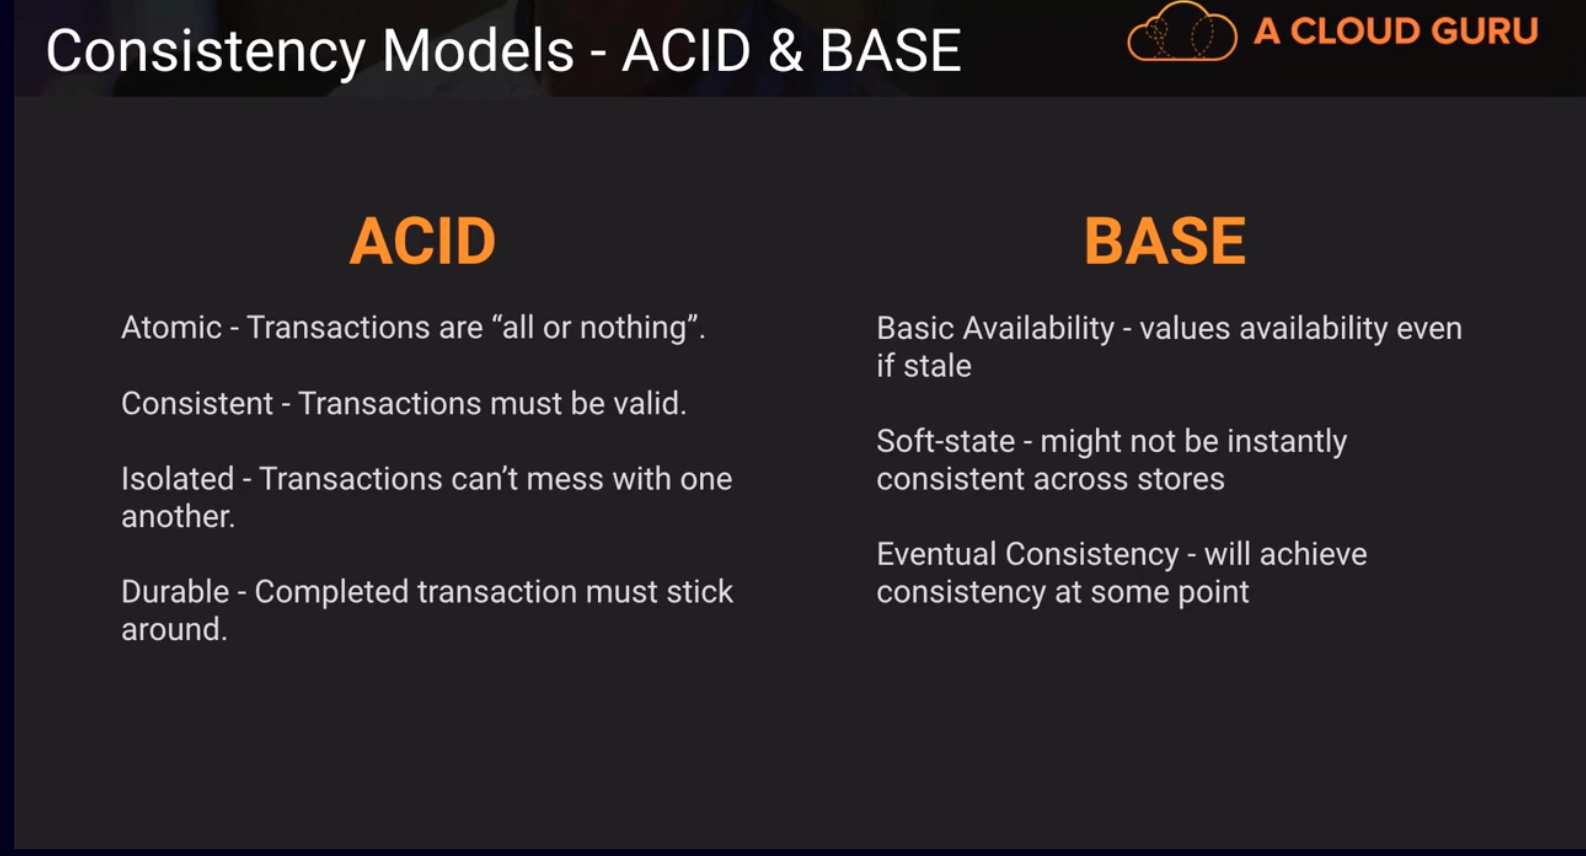 Consistency Models - ACID & BASE
A CLOUD GURU
ACID
Atomic - Transactions are “all or nothing”.
Consistent - Transactions must be valid.
Isolated - Transactions can’t mess with one
another.
Durable - Completed transaction must stick
around.
BASE
Basic Availability - values availability even
if stale
Soft-state - might not be instantly
consistent across stores
Eventual Consistency - will achieve
consistency at some point